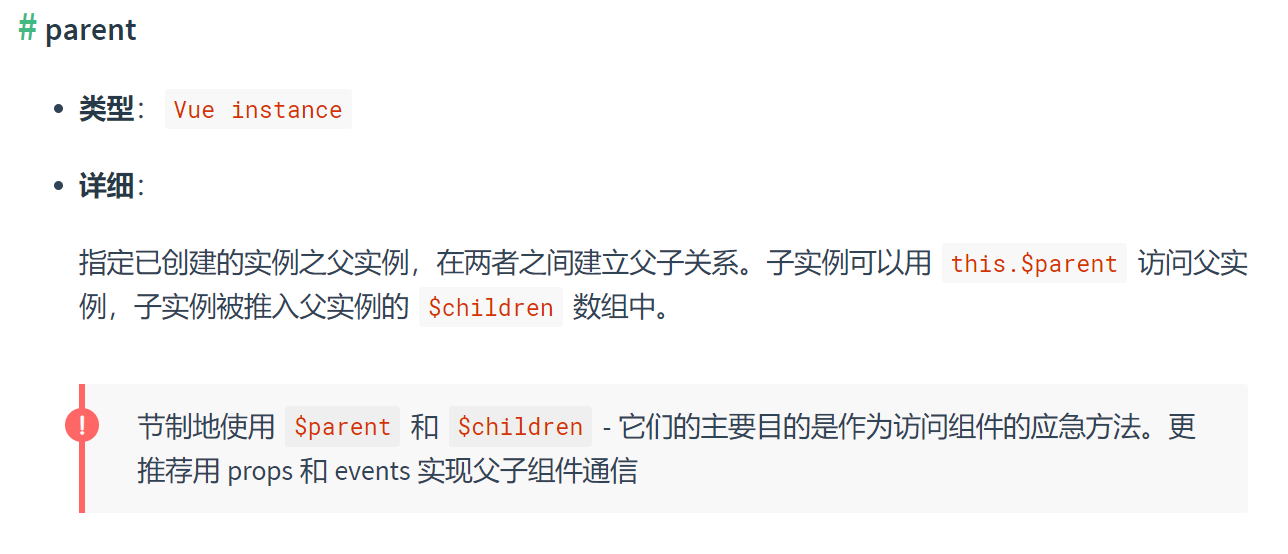 # parent
• 类型： Vue instance
• 详细：
指定已创建的实例之父实例，在两者之间建立父子关系。子实例可以用 this.$parent 访问父实
例，子实例被推入父实例的 $children 数组中。
!
节制地使用 $parent 和 $children - 它们的主要目的是作为访问组件的应急方法。更
推荐用 props 和 events 实现父子组件通信